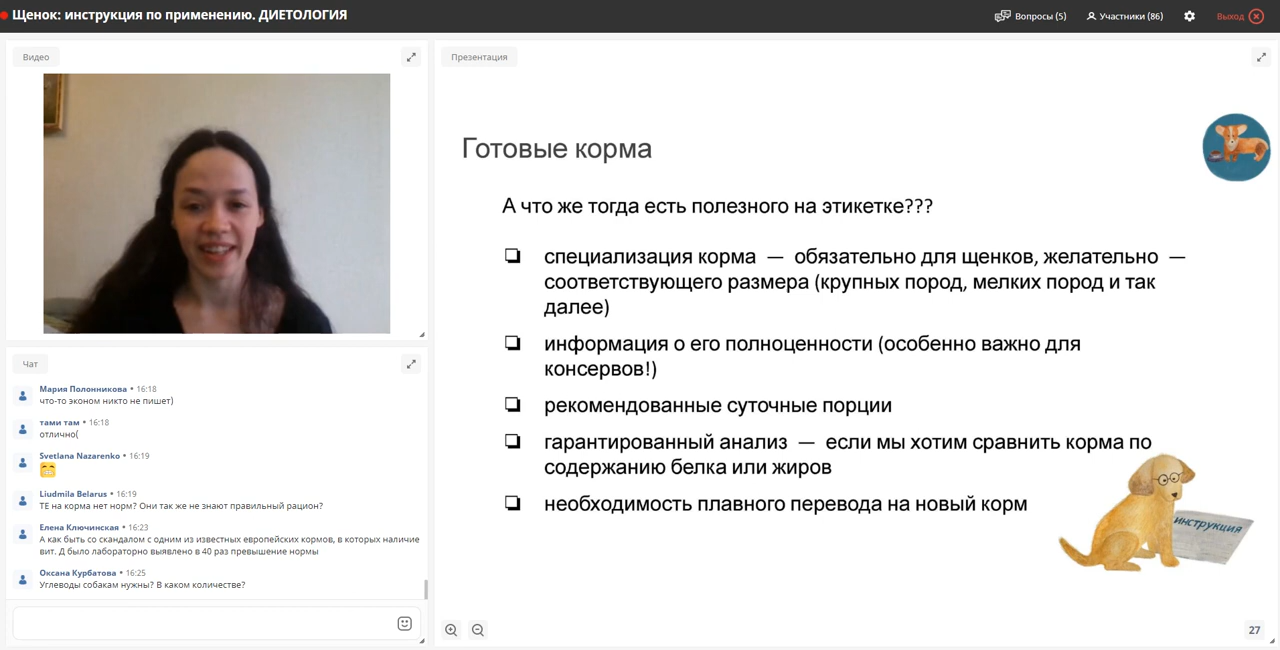 Щенок: инструкция по применению. ДИЕТОЛОГИЯ
Вопросы (5)
Участники (86)
Выход
Видео
Чат
Мария Полонникова • 16:18
что-то эконом никто не пишет)
тами там • 16:18
отлично(
Svetlana Nazarenko • 16:19
Liudmila Belarus • 16:19
ТЕ на корма нет норм? Они так же не знают правильный рацион?
Елена Ключинская • 16:23
А как быть со скандалом с одним из известных европейских кормов, в которых наличие
вит. Д было лабораторно выявлено в 40 раз превышение нормы
Оксана Курбатова • 16:25
Углеводы собакам нужны? В каком количестве?
Презентация
Готовые корма
А что же тогда есть полезного на этикетке???
специализация корма — обязательно для щенков, желательно —
соответствующего размера (крупных пород, мелких пород и так
далее)
информация о его полноценности (особенно важно для
консервов!)
рекомендованные суточные порции
гарантированный анализ — если мы хотим сравнить корма по
содержанию белка или жиров
необходимость плавного перевода на новый корм
инструкция
27